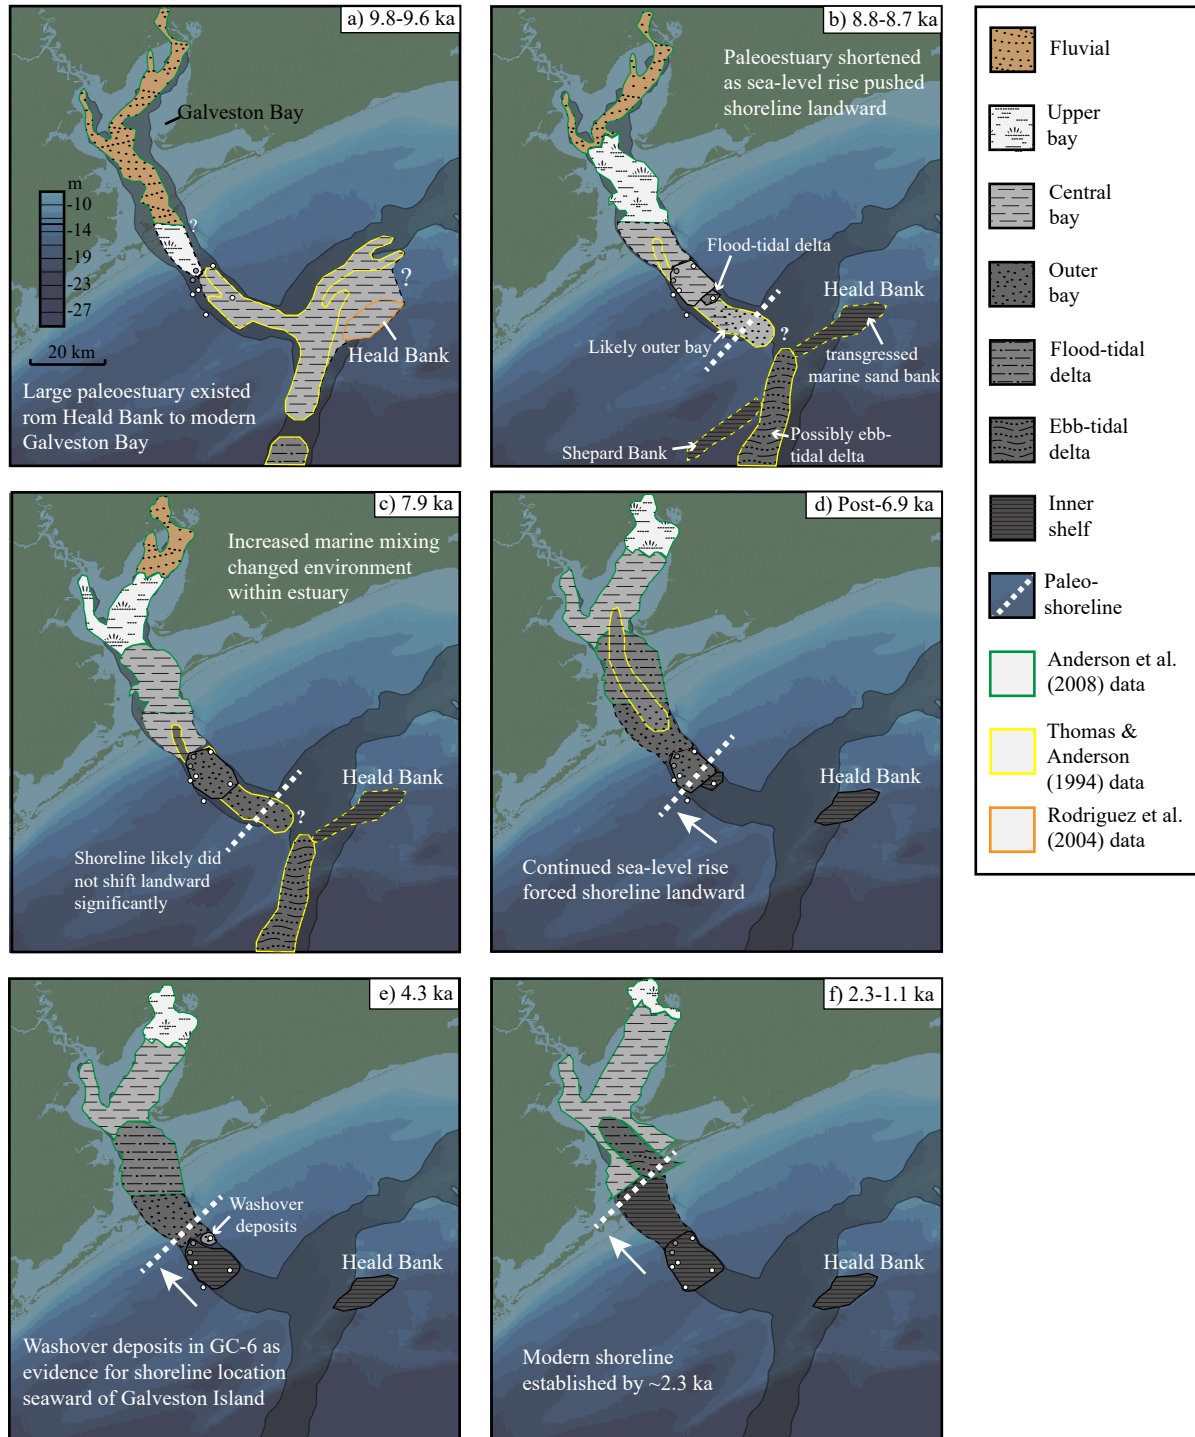 a) 9.8-9.6 ka
Galveston Bay
?
m
-10
-14
-19
-23
-27
20 km
?
Heald Bank
Large paleoestuary existed
rom Heald Bank to modern
Galveston Bay
b) 8.8-8.7 ka
Paleoestuary shortened
as sea-level rise pushed
shoreline landward
Flood-tidal delta
Heald Bank
?
Likely outer bay
transgressed
marine sand bank
Shepard Bank
Possibly ebb-
tidal delta
c) 7.9 ka
Increased marine mixing
changed environment
within estuary
Heald Bank
?
Shoreline likely did
not shift landward
significantly
d) Post-6.9 ka
Heald Bank
Continued sea-level rise
forced shoreline landward
e) 4.3 ka
Washover
deposits
Heald Bank
Washover deposits in GC-6 as
evidence for shoreline location
seaward of Galveston Island
f) 2.3-1.1 ka
Heald Bank
Modern shoreline
established by ~2.3 ka
Fluvial
Upper
bay
Central
bay
Outer
bay
Flood-tidal
delta
Ebb-tidal
delta
Inner
shelf
Paleo-
shoreline
Anderson et al.
(2008) data
Thomas &
Anderson
(1994) data
Rodriguez et al.
(2004) data